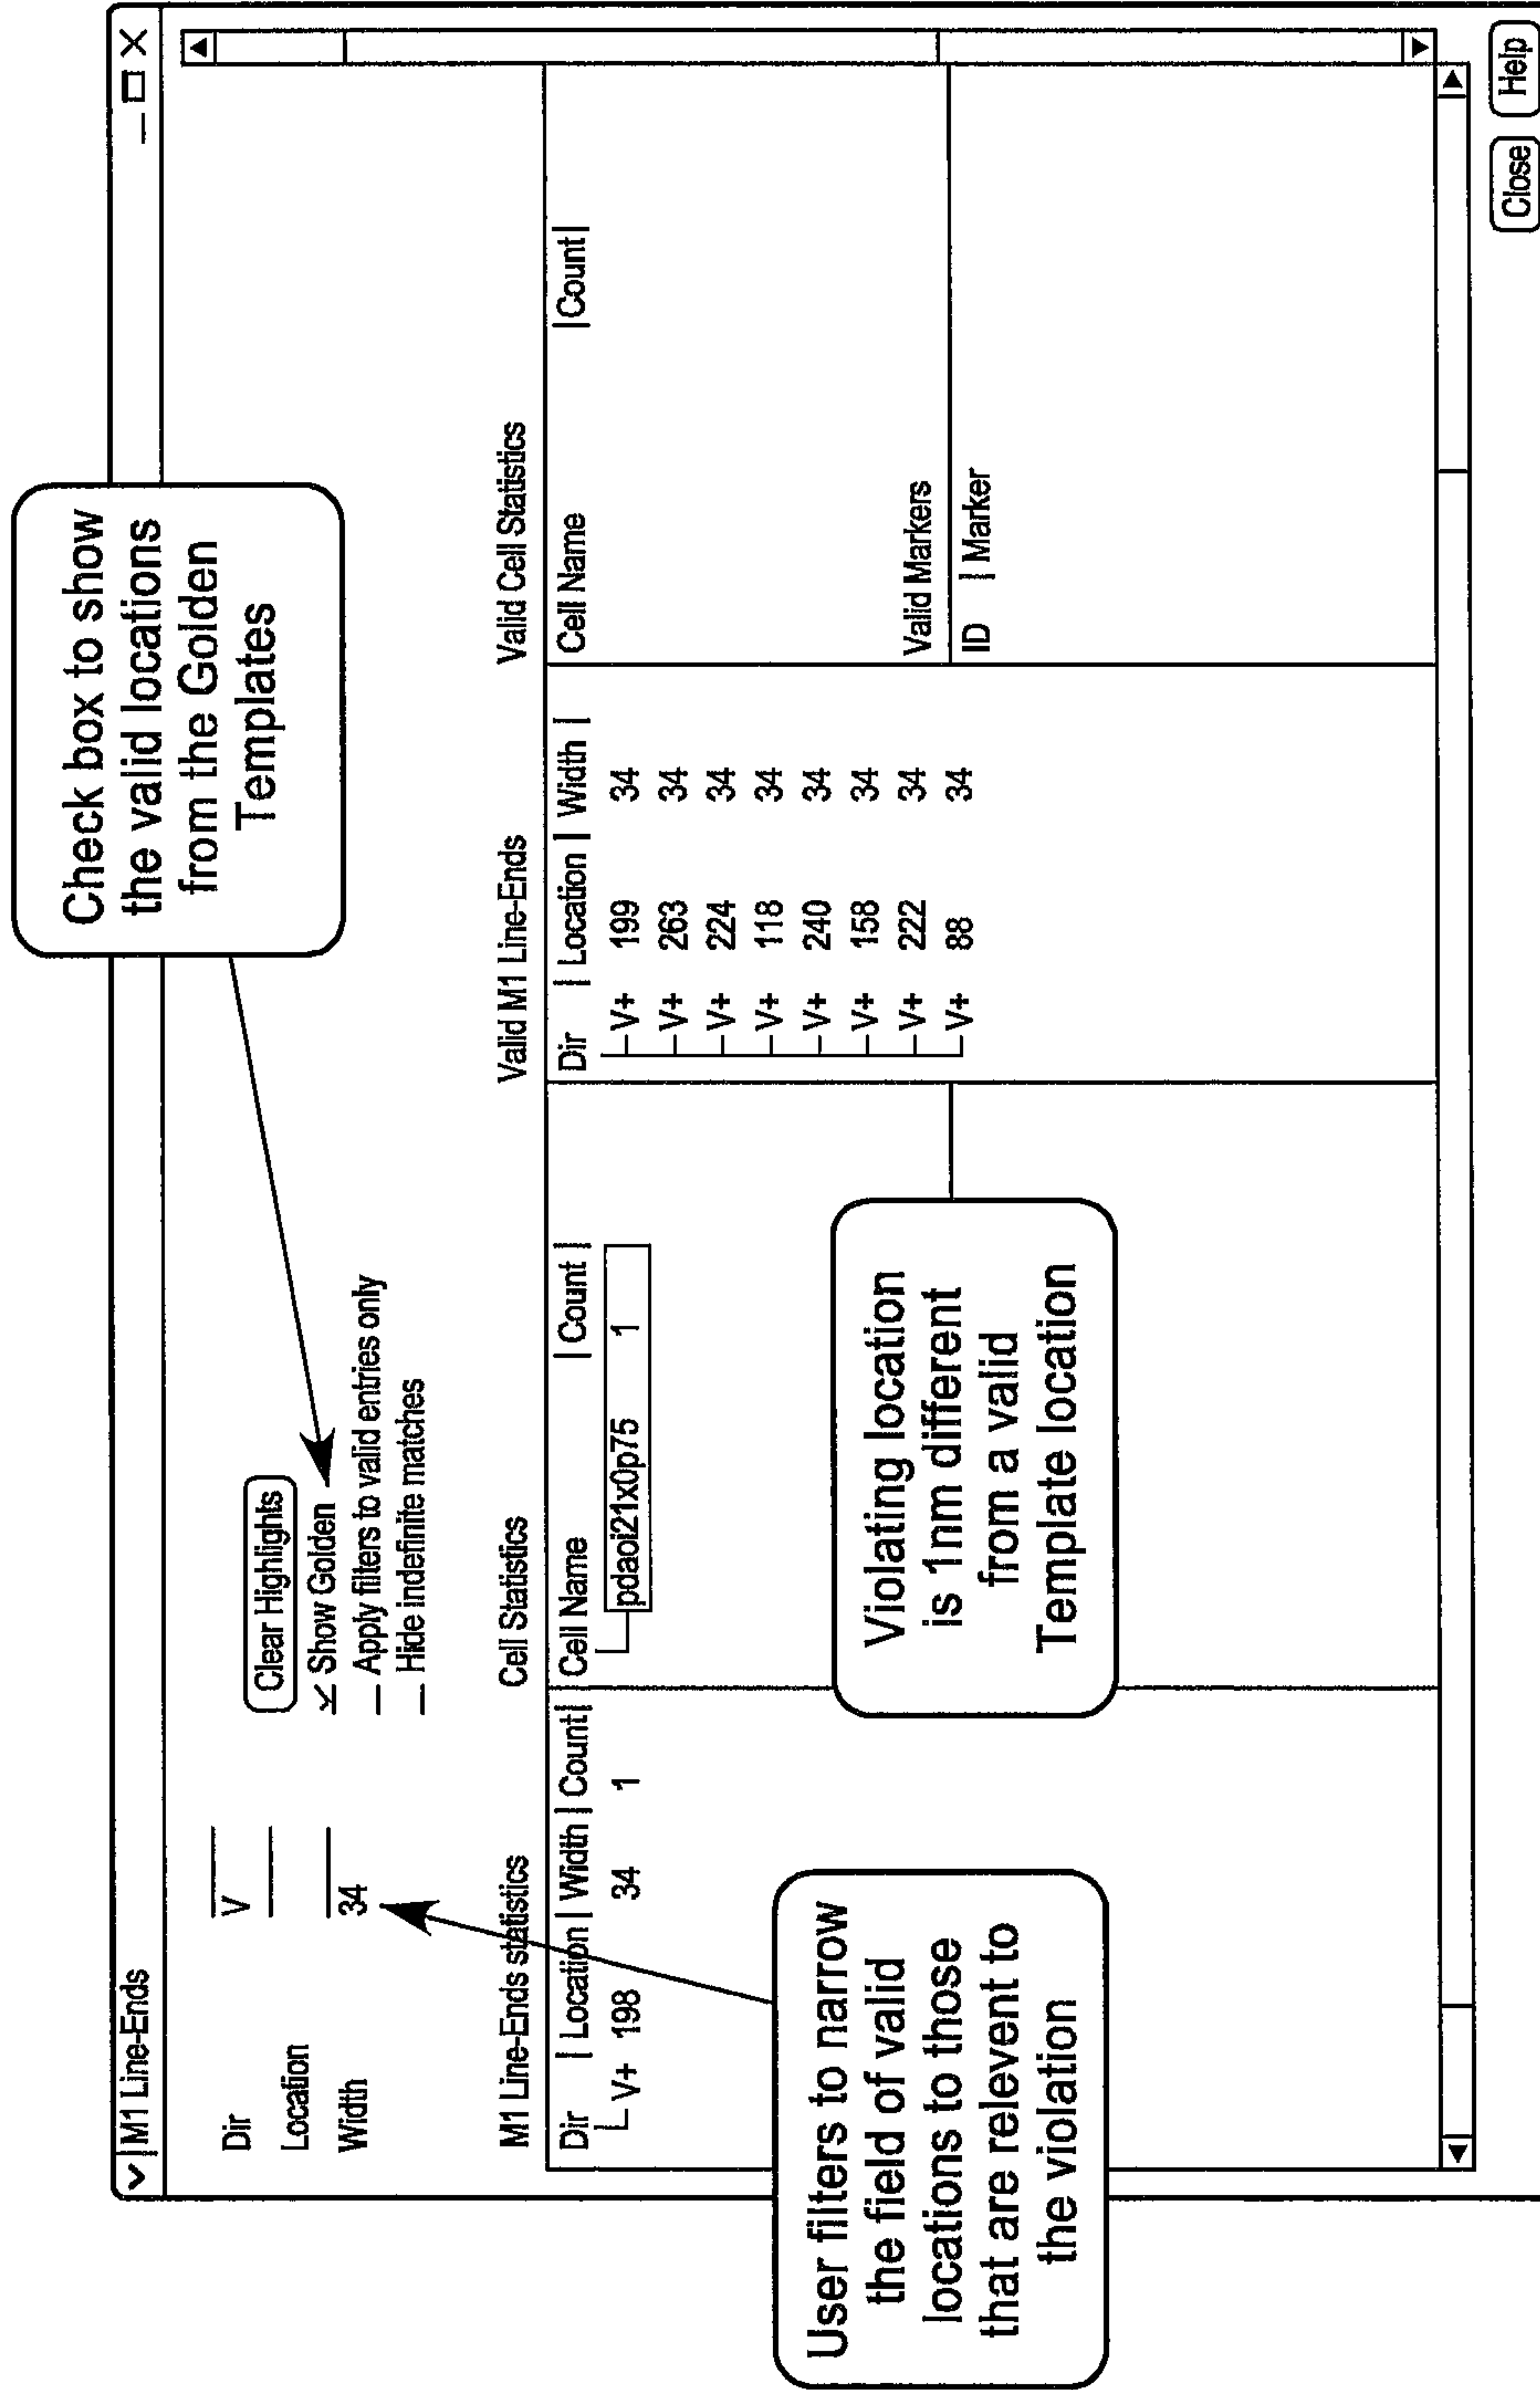 Check box to show
the valid locations
from the Golden
Templates
M1 Line-Ends
Dir V
Location
Width 34
Clear Highlights
Show Golden
Apply filters to valid entries only
Hide indefinite matches
M1 Line-Ends statistics
Dir | Location | Width | Count |
V+ 198 34 1
Cell Statistics
Cell Name | Count |
pdaoi21x0p75 1
Valid M1 Line-Ends
Dir | Location | Width |
V+ 199 34
V+ 263 34
V+ 224 34
V+ 118 34
V+ 240 34
V+ 158 34
V+ 222 34
V+ 88 34
Valid Cell Statistics
Cell Name | Count |
Valid Markers
ID | Marker
User filters to narrow
the field of valid
locations to those
that are relevent to
the violation
Violating location
is 1nm different
from a valid
Template location
Close Help